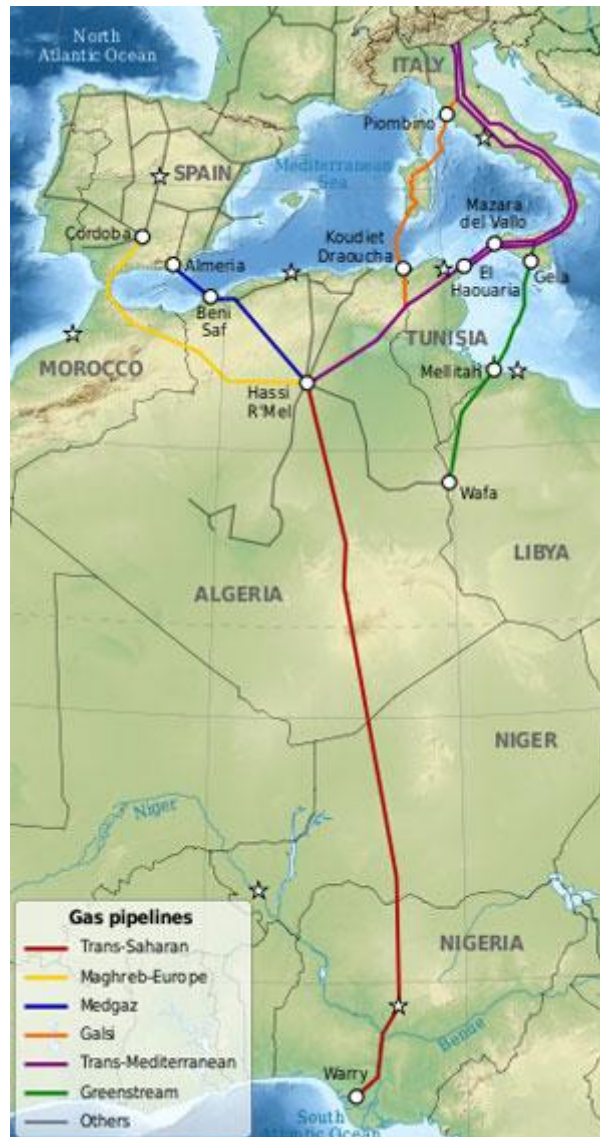 North
Atlantic Ocean
ITALY
Piombino
SPAIN
Mediterranean
Sea
Cordoba
Mazara
del Vallo
Koudiet
Draoucha
Almeria
El
Haouaria
Gela
Beni
Saf
TUNISIA
MOROCCO
Mellitah
Hassi
R'Mel
Wafa
LIBYA
ALGERIA
NIGER
Niger
Gas pipelines
Trans-Saharan
Maghreb-Europe
Medgaz
Galsi
Trans-Mediterranean
Greenstream
Others
NIGERIA
Benue
Warry
South
Atlantic Ocean